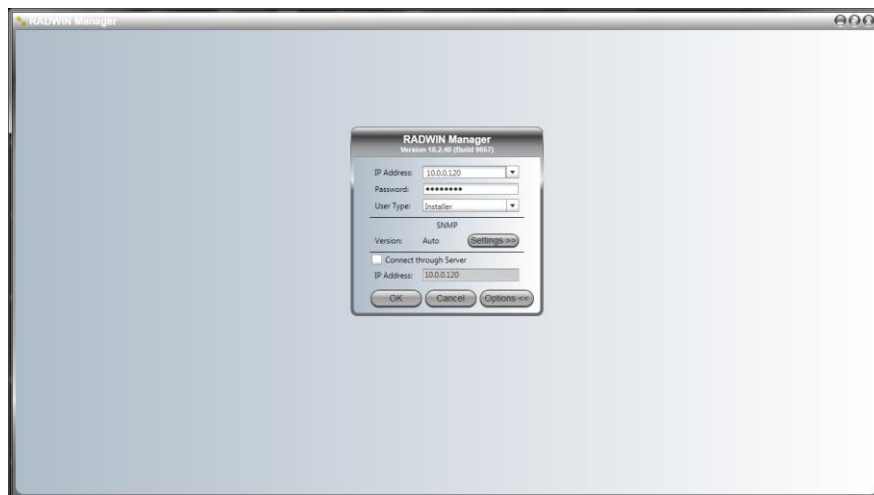 RADWIN Manager
RADWIN Manager
Version 10.2.40 (Build 9657)
IP Address: 10.0.0.120
Password: ••••••••
User Type: Installer
SNMP
Version: Auto Settings >>
Connect through Server
IP Address: 10.0.0.120
OK Cancel Options <<